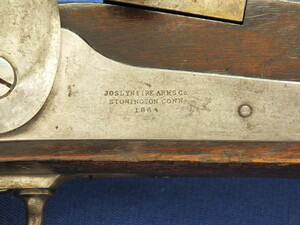 JOSLYN FIRE ARMS Co
STONINGTON CONN.
1864